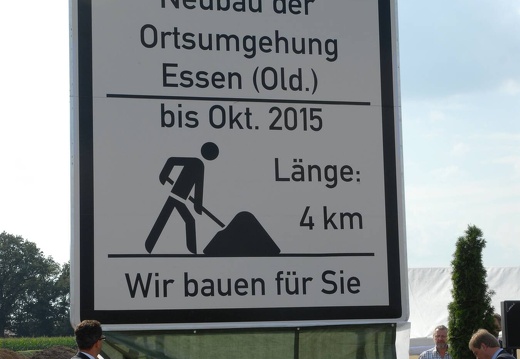 Neubau der
Ortsumgehung
Essen (Old.)
bis Okt. 2015
Länge:
4 km
Wir bauen für Sie